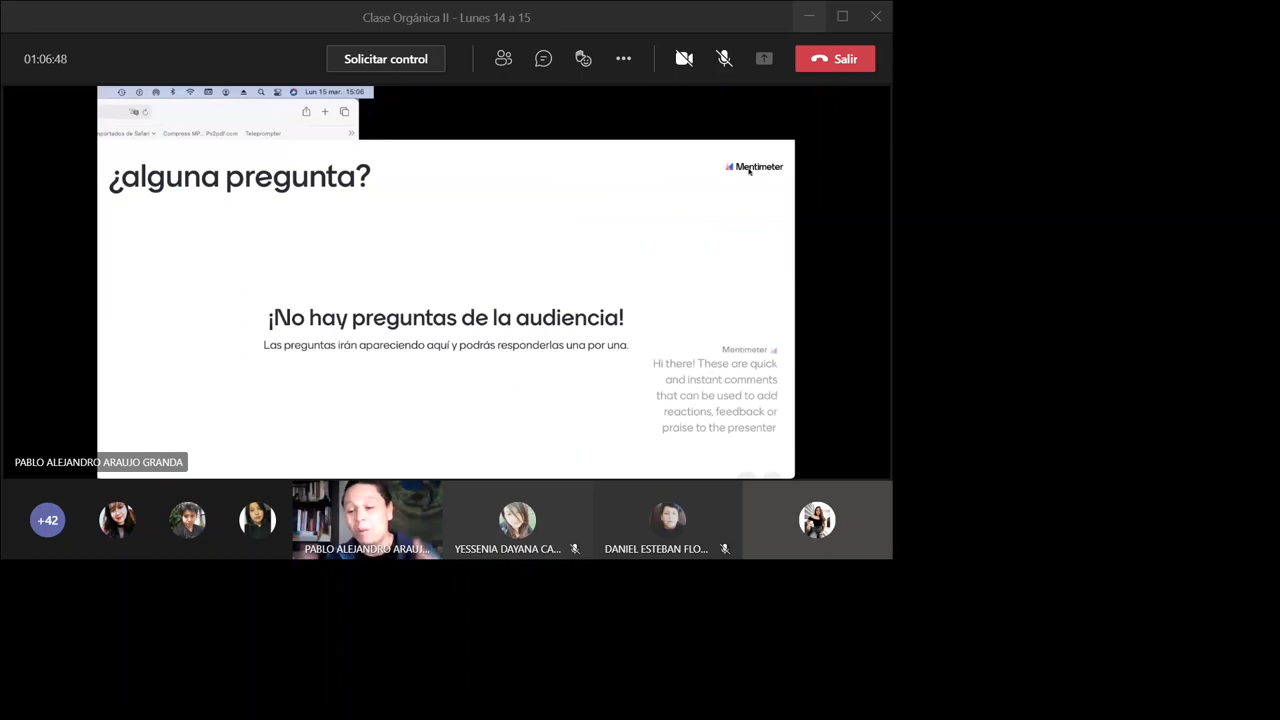 Clase Orgánica II - Lunes 14 a 15
01:06:48
Solicitar control
Salir
Lun 15 mar. 15:06
mportados de Safari
Compress MP...
Ps2pdf com
Teleprompter
¿alguna pregunta?
Mentimeter
¡No hay preguntas de la audiencia!
Las preguntas irán apareciendo aquí y podrás responderlas una por una.
Mentimeter
Hi there! These are quick
and instant comments
that can be used to add
reactions, feedback or
praise to the presenter
PABLO ALEJANDRO ARAUJO GRANDA
+42
PABLO ALEJANDRO ARAUJ...
YESSENIA DAYANA CA...
DANIEL ESTEBAN FLO...